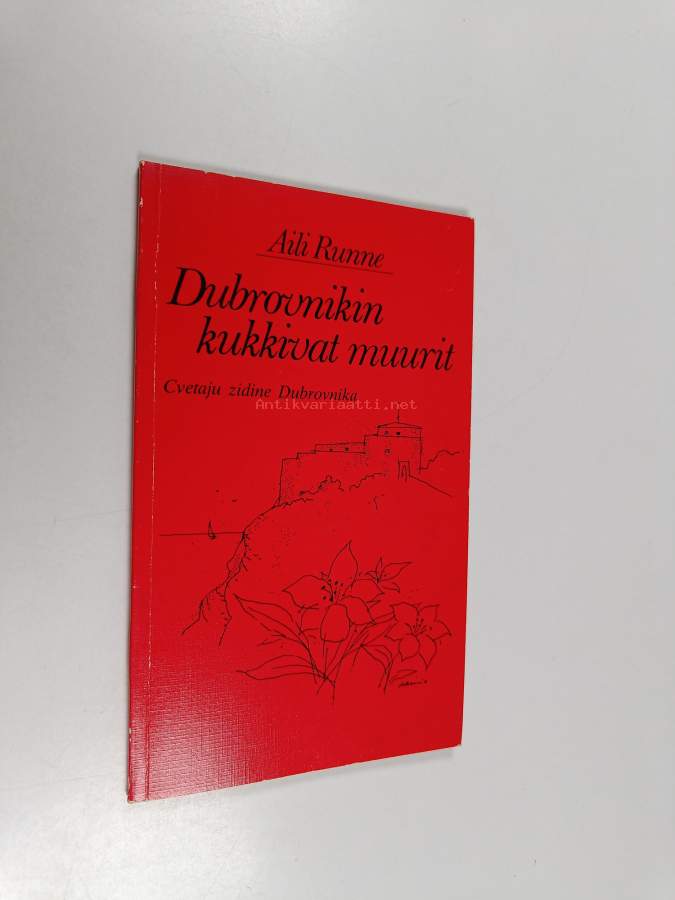 Aili Runne
Dubrovnikin
kukkivat muurit
Cvetaju zidine Dubrovnika
Antikvariaatti.net